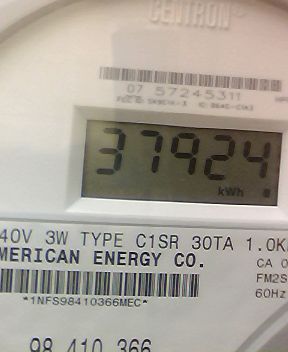 CENTRON
07 57245311
37924
kWh
40V 3W TYPE C1SR 30TA 1.0K
MERICAN ENERGY CO.
CA 0
FM2S
60Hz
*1NFS98410366MEC*
98 410 366